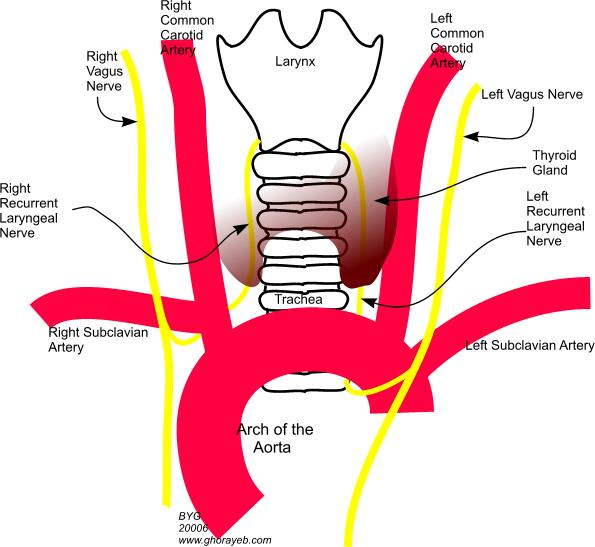 Right
Common
Carotid
Artery
Left
Common
Carotid
Artery
Larynx
Right
Vagus
Nerve
Left Vagus Nerve
Thyroid
Gland
Right
Recurrent
Laryngeal
Nerve
Left
Recurrent
Laryngeal
Nerve
Trachea
Right Subclavian
Artery
Left Subclavian Artery
Arch of the
Aorta
BYG
20006
www.ghorayeb.com